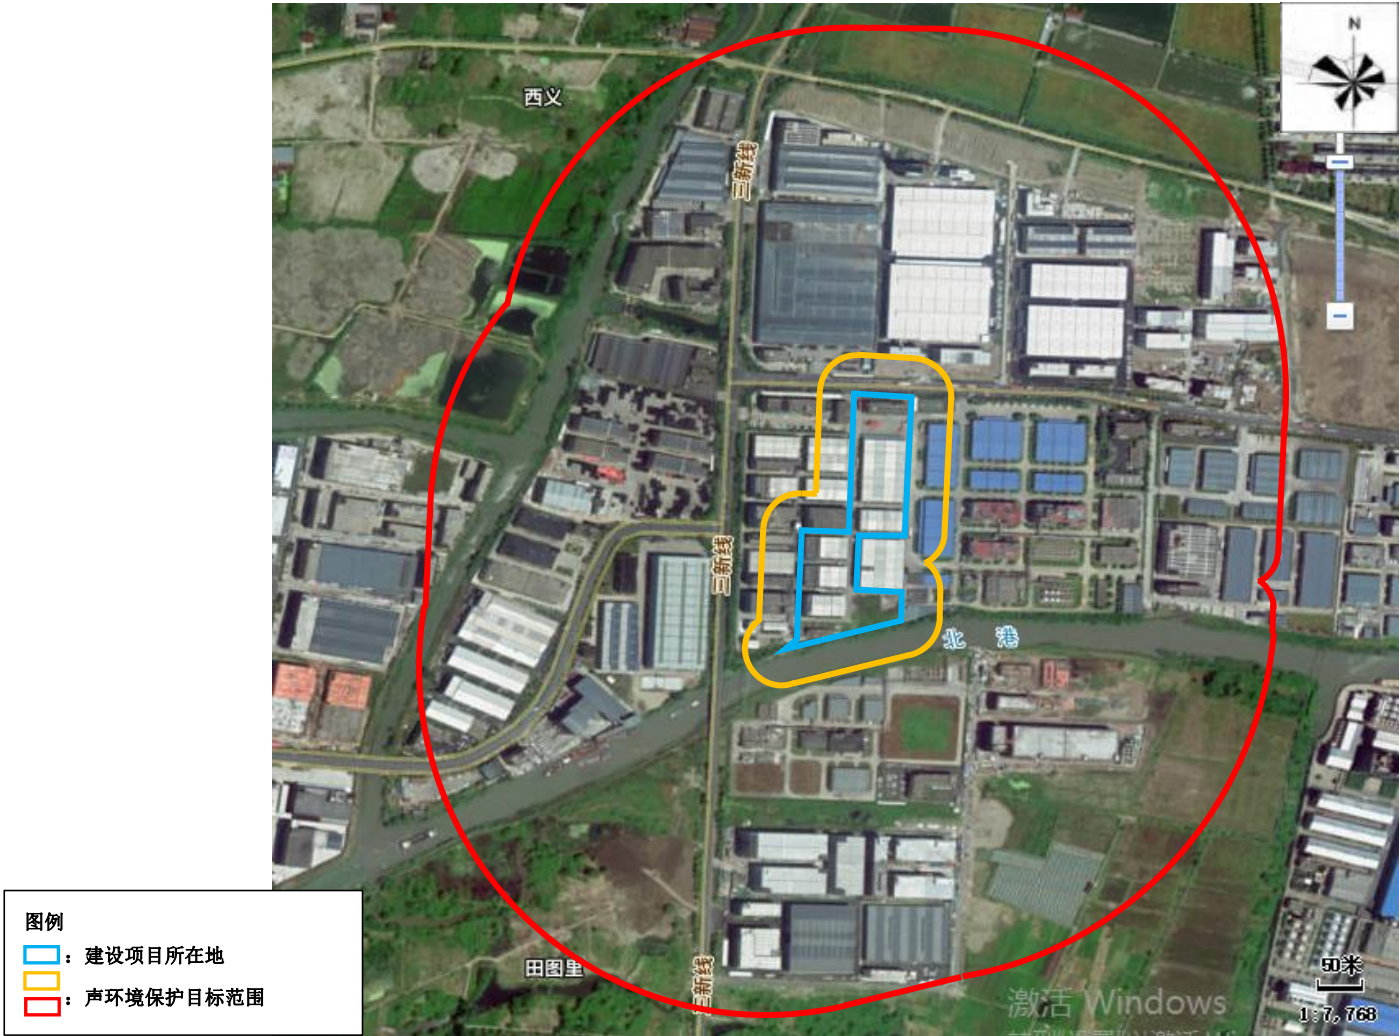 N
西义
三新线
三新线
北 港
田图里
三新线
图例
：建设项目所在地
：声环境保护目标范围
50米
1:7,768
激活 Windows